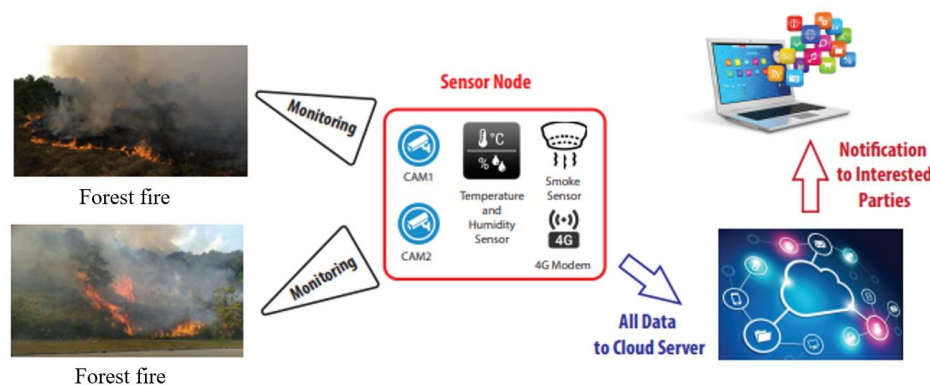 Forest fire
Forest fire
Monitoring
Monitoring
Sensor Node
CAM1
CAM2
°C
%
Temperature
and
Humidity
Sensor
Smoke
Sensor
4G
4G Modem
All Data
to Cloud Server
Notification
to Interested
Parties